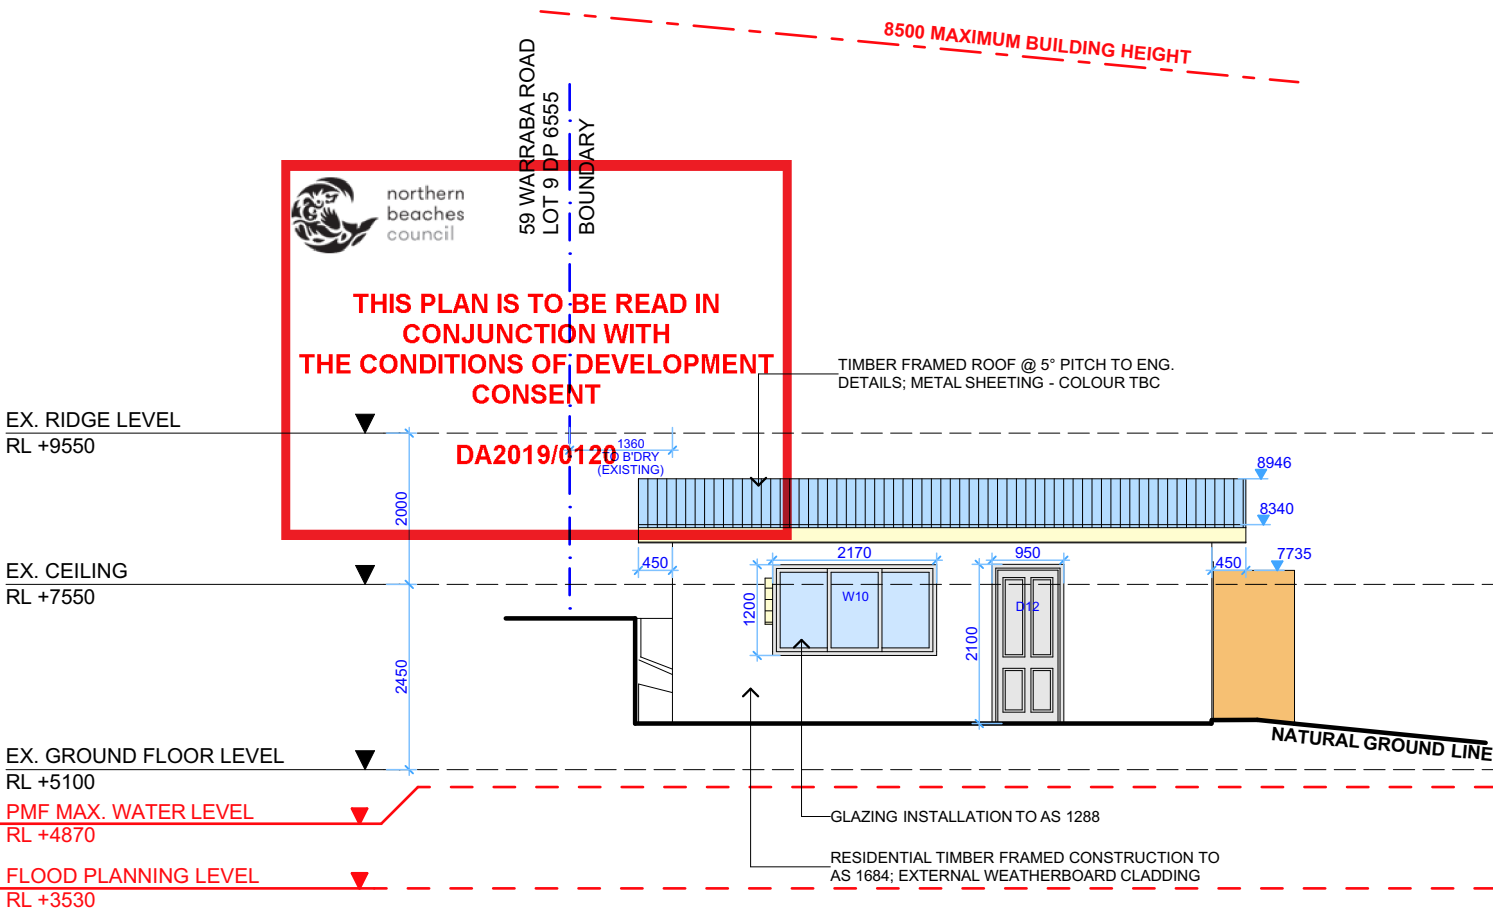 8500 MAXIMUM BUILDING HEIGHT
59 WARRABA ROAD
LOT 9 DP 6555
BOUNDARY
northern
beaches
council
THIS PLAN IS TO BE READ IN
CONJUNCTION WITH
THE CONDITIONS OF DEVELOPMENT
CONSENT
DA2019/0120
1360
TO B'DRY
(EXISTING)
TIMBER FRAMED ROOF @ 5° PITCH TO ENG.
DETAILS; METAL SHEETING - COLOUR TBC
EX. RIDGE LEVEL
RL +9550
2000
8946
8340
7735
450
2170
950
450
EX. CEILING
RL +7550
1200
W10
D12
2100
2450
NATURAL GROUND LINE
EX. GROUND FLOOR LEVEL
RL +5100
PMF MAX. WATER LEVEL
RL +4870
GLAZING INSTALLATION TO AS 1288
RESIDENTIAL TIMBER FRAMED CONSTRUCTION TO
AS 1684; EXTERNAL WEATHERBOARD CLADDING
FLOOD PLANNING LEVEL
RL +3530